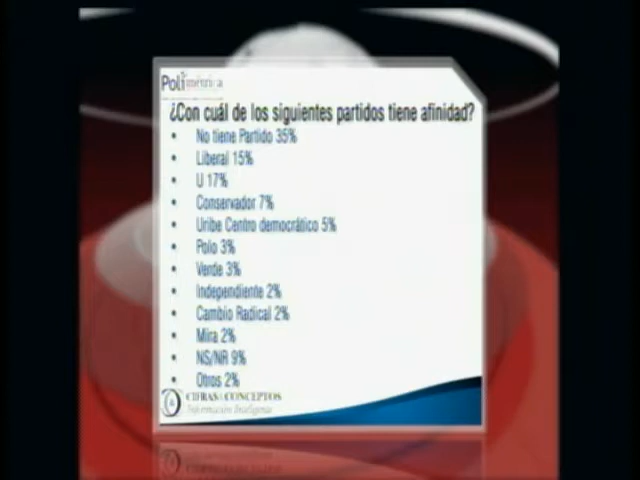 Polimétrica
¿Con cuál de los siguientes partidos tiene afinidad?
• No tiene Partido 35%
• Liberal 15%
• U 17%
• Conservador 7%
• Uribe Centro democrático 5%
• Polo 3%
• Verde 3%
• Independiente 2%
• Cambio Radical 2%
• Mira 2%
• NS/NR 9%
• Otros 2%
CIFRAS&CONCEPTOS
Información Inteligente